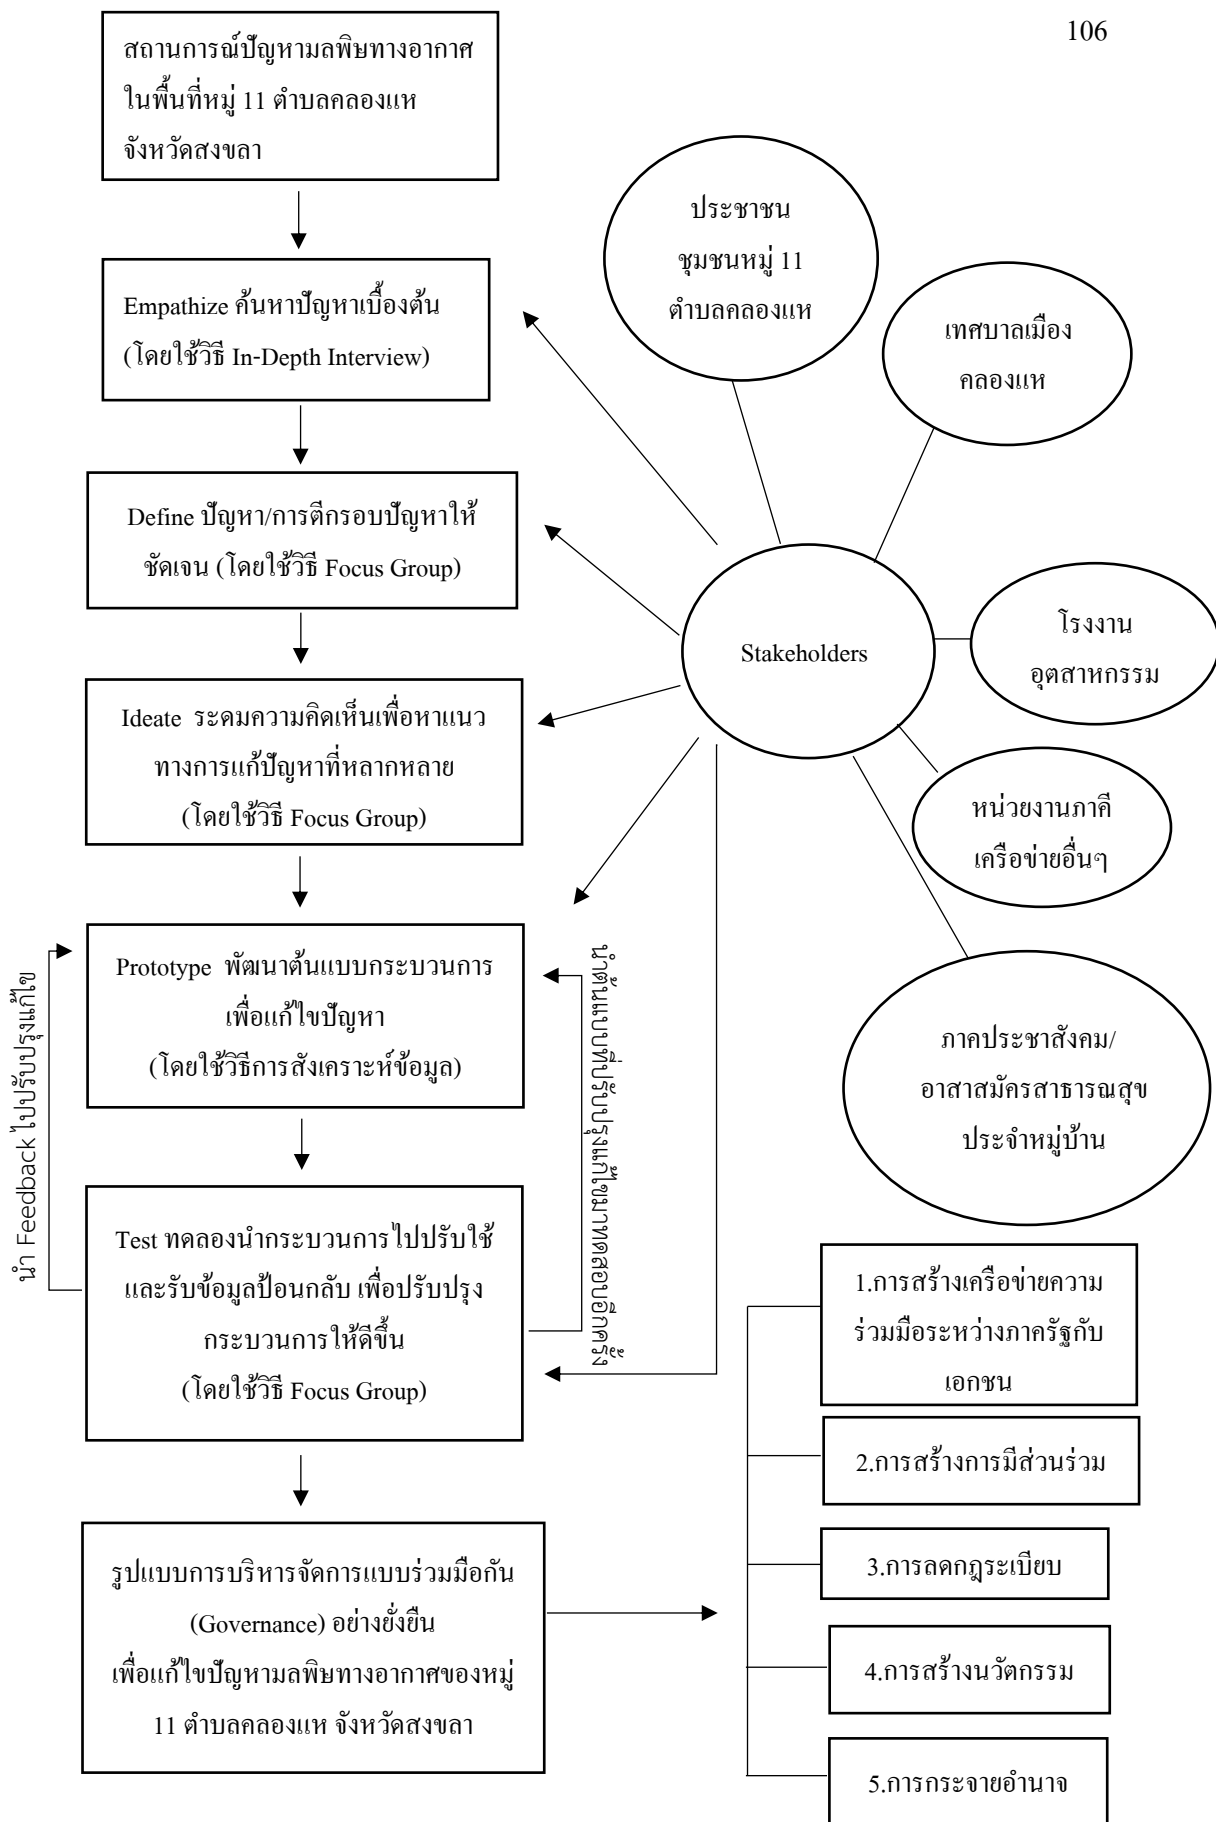 106
สถานการณ์ปัญหามลพิษทางอากาศ
ในพื้นที่หมู่ 11 ตำบลคลองแห
จังหวัดสงขลา
Empathize ค้นหาปัญหาเบื้องต้น
(โดยใช้วิธี In-Depth Interview)
Define ปัญหา/การตีกรอบปัญหาให้
ชัดเจน (โดยใช้วิธี Focus Group)
Ideate ระดมความคิดเห็นเพื่อหาแนว
ทางการแก้ปัญหาที่หลากหลาย
(โดยใช้วิธี Focus Group)
Prototype พัฒนาต้นแบบกระบวนการ
เพื่อแก้ไขปัญหา
(โดยใช้วิธีการสังเคราะห์ข้อมูล)
Test ทดลองนำกระบวนการไปปรับใช้
และรับข้อมูลป้อนกลับ เพื่อปรับปรุง
กระบวนการให้ดีขึ้น
(โดยใช้วิธี Focus Group)
นำ Feedback ไปปรับปรุงแก้ไข
นำต้นแบบที่ปรับปรุงแก้ไขมาทดสอบอีกครั้ง
รูปแบบการบริหารจัดการแบบร่วมมือกัน
(Governance) อย่างยั่งยืน
เพื่อแก้ไขปัญหามลพิษทางอากาศของหมู่
11 ตำบลคลองแห จังหวัดสงขลา
ประชาชน
ชุมชนหมู่ 11
ตำบลคลองแห
เทศบาลเมือง
คลองแห
Stakeholders
โรงงาน
อุตสาหกรรม
หน่วยงานภาคี
เครือข่ายอื่นๆ
ภาคประชาสังคม/
อาสาสมัครสาธารณสุข
ประจำหมู่บ้าน
1.การสร้างเครือข่ายความ
ร่วมมือระหว่างภาครัฐกับ
เอกชน
2.การสร้างการมีส่วนร่วม
3.การลดกฎระเบียบ
4.การสร้างนวัตกรรม
5.การกระจายอำนาจ